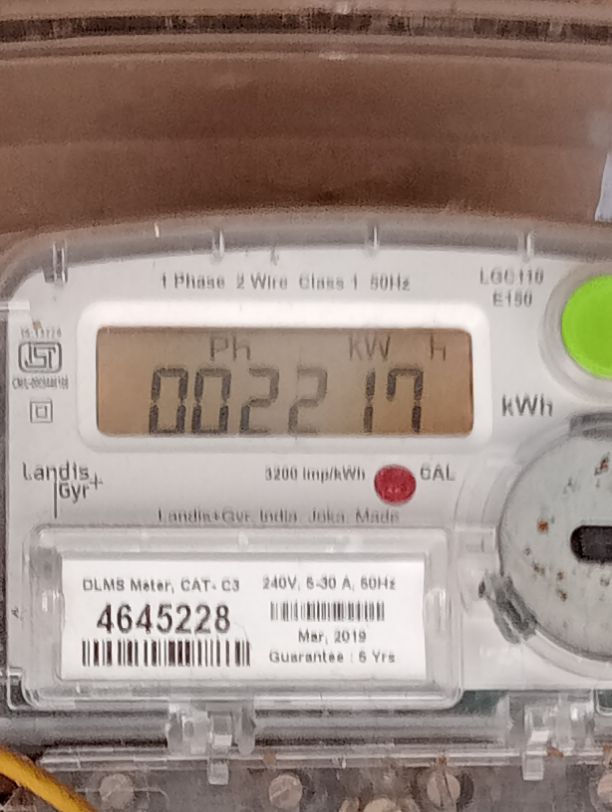 1 Phase 2 Wire Class 1 50Hz
LGC110
E150
Ph KW h
002217
kWh
Landis
Gyr+
3200 Imp/kWh CAL
Landis+Gyr, India, Joka, Made
DLMS Meter, CAT- C3
4645228
240V, 5-30 A, 50Hz
Mar, 2019
Guarantee : 5 Yrs